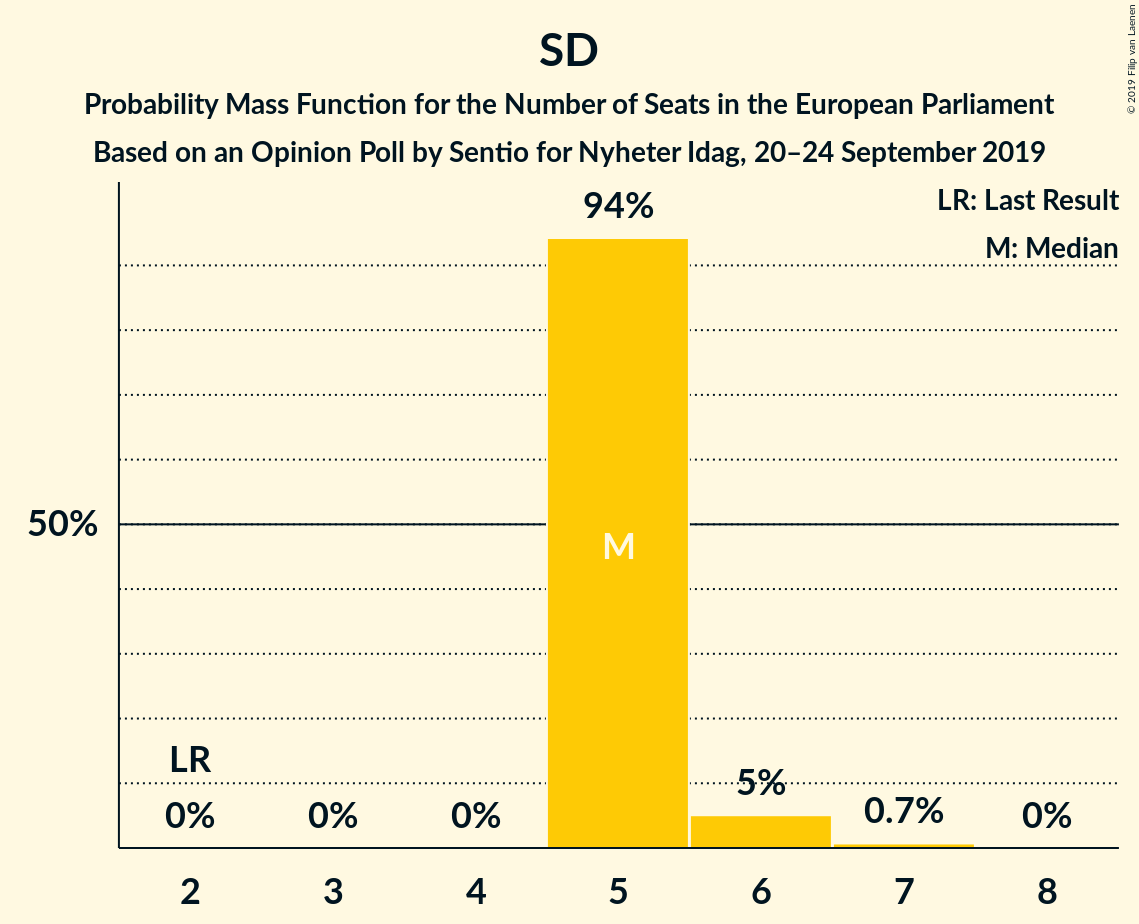 SD
Probability Mass Function for the Number of Seats in the European Parliament
Based on an Opinion Poll by Sentio for Nyheter Idag, 20–24 September 2019
© 2019 Filip van Laenen
LR: Last Result
M: Median
94%
50%
M
LR
0%
0%
0%
5%
0.7%
0%
2 3 4 5 6 7 8